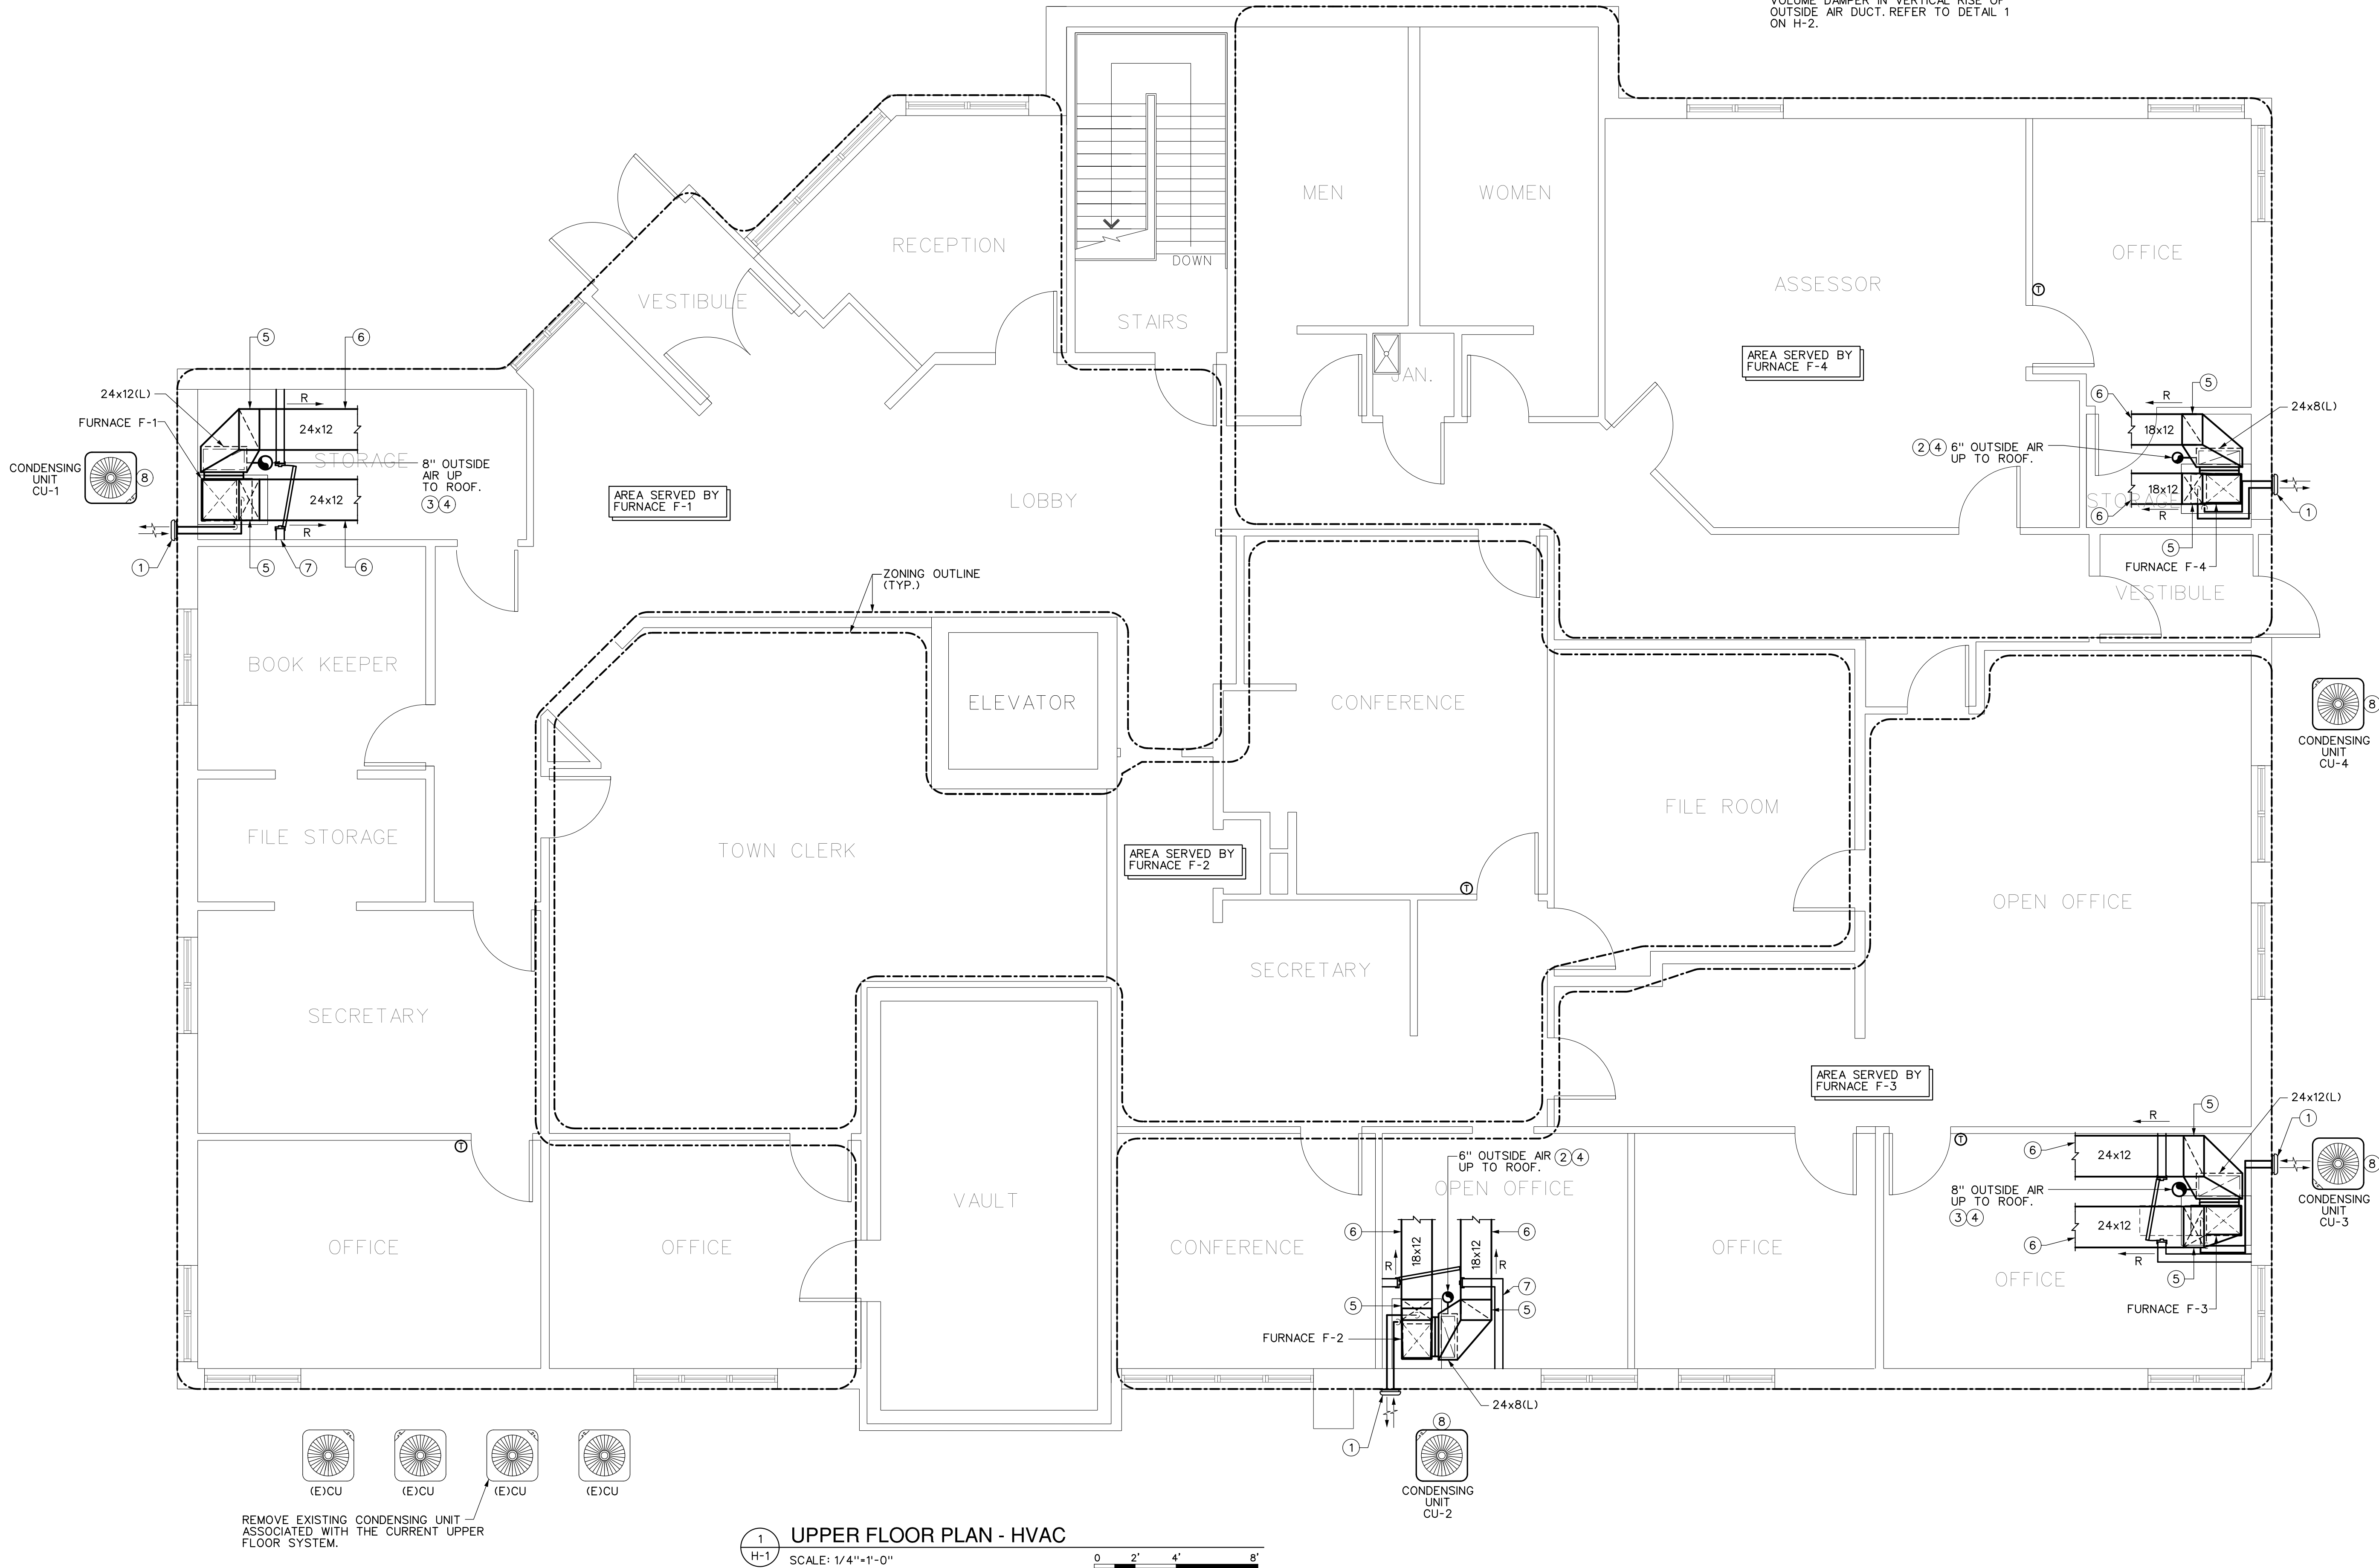 VOLUME DAMPER IN VERTICAL RISE OF
OUTSIDE AIR DUCT. REFER TO DETAIL 1
ON H-2.
MEN
WOMEN
RECEPTION
DOWN
STAIRS
VESTIBULE
ASSESSOR
OFFICE
T
JAN.
AREA SERVED BY
FURNACE F-4
5
6
24x12(L)
R
FURNACE F-1
24x12
STORAGE
CONDENSING
UNIT
CU-1
8
8" OUTSIDE
AIR UP
TO ROOF.
3 4
24x12
R
1
5
7
6
AREA SERVED BY
FURNACE F-1
LOBBY
5
6
R
24x8(L)
18x12
2 4 6" OUTSIDE AIR
UP TO ROOF.
18x12
STORAGE
6
R
1
5
FURNACE F-4
VESTIBULE
ZONING OUTLINE
(TYP.)
BOOK KEEPER
ELEVATOR
CONFERENCE
8
CONDENSING
UNIT
CU-4
FILE STORAGE
TOWN CLERK
FILE ROOM
AREA SERVED BY
FURNACE F-2
T
OPEN OFFICE
SECRETARY
SECRETARY
AREA SERVED BY
FURNACE F-3
T
T
6" OUTSIDE AIR 2 4
UP TO ROOF.
OPEN OFFICE
R
5
24x12(L)
1
6
24x12
8
CONDENSING
UNIT
CU-3
8" OUTSIDE AIR
UP TO ROOF.
3 4
24x12
6
R
5
OFFICE
FURNACE F-3
VAULT
OFFICE
OFFICE
CONFERENCE
OFFICE
6
18x12
18x12
6
R
R
7
5
5
FURNACE F-2
24x8(L)
1
8
CONDENSING
UNIT
CU-2
(E)CU
(E)CU
(E)CU
(E)CU
REMOVE EXISTING CONDENSING UNIT
ASSOCIATED WITH THE CURRENT UPPER
FLOOR SYSTEM.
1
H-1
UPPER FLOOR PLAN - HVAC
SCALE: 1/4"=1'-0"
0 2' 4' 8'